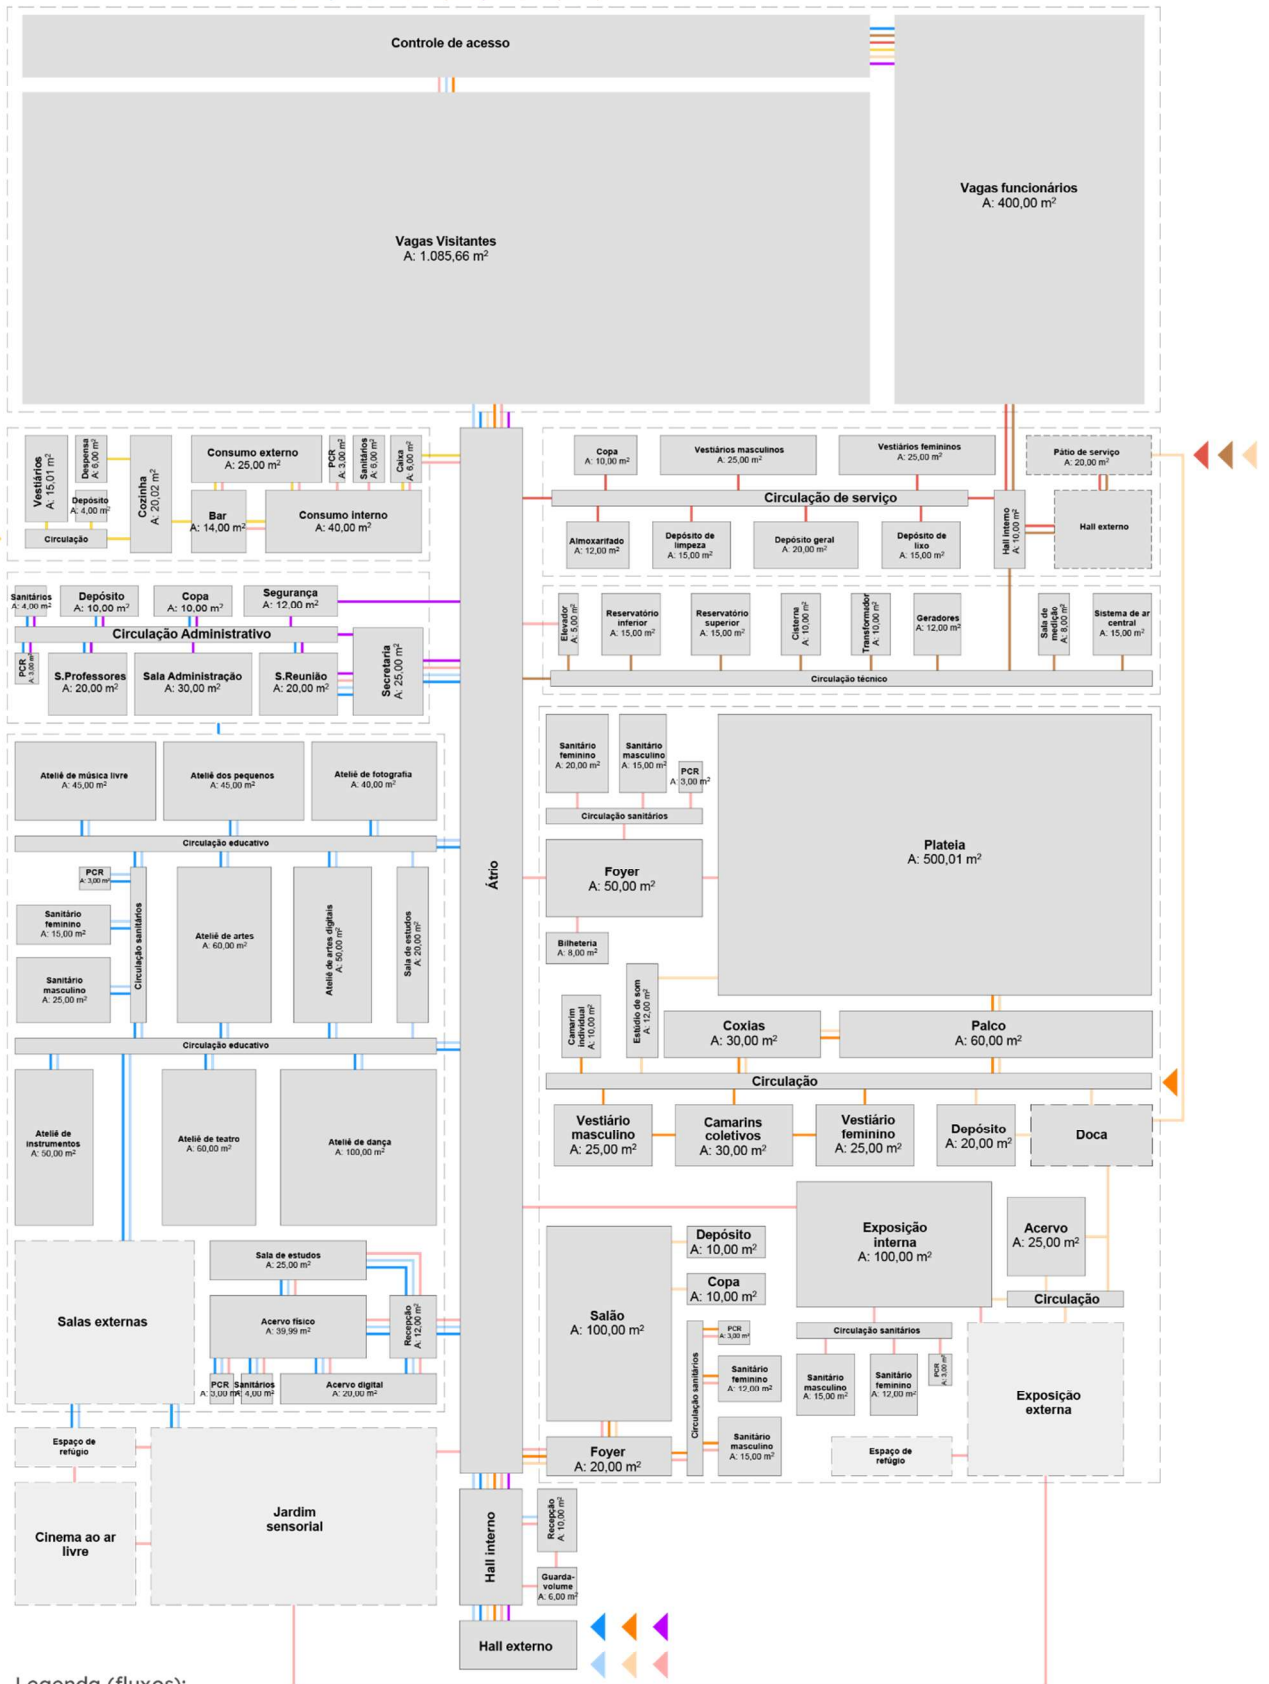 Controle de acesso
Vagas Visitantes
A: 1.085,66 m²
Vagas funcionários
A: 400,00 m²
Vestiários
A: 15,01 m²
Despensa
A: 6,00 m²
Depósito
A: 4,00 m²
Circulação
Cozinha
A: 20,02 m²
Consumo externo
A: 25,00 m²
PCR
A: 3,00 m²
Sanitários
A: 6,00 m²
Caixa
A: 6,00 m²
Bar
A: 14,00 m²
Consumo interno
A: 40,00 m²
Copa
A: 10,00 m²
Vestiários masculinos
A: 25,00 m²
Vestiários femininos
A: 25,00 m²
Pátio de serviço
A: 20,00 m²
Circulação de serviço
Hall interno
A: 10,00 m²
Hall externo
Almoxarifado
A: 12,00 m²
Depósito de
limpeza
A: 15,00 m²
Depósito geral
A: 20,00 m²
Depósito de
lixo
A: 15,00 m²
Sanitários
A: 4,00 m²
Depósito
A: 10,00 m²
Copa
A: 10,00 m²
Segurança
A: 12,00 m²
Circulação Administrativo
PCR
A: 3,00 m²
S.Professores
A: 20,00 m²
Sala Administração
A: 30,00 m²
S.Reunião
A: 20,00 m²
Secretaria
A: 25,00 m²
Elevador
A: 5,00 m²
Reservatório
inferior
A: 15,00 m²
Reservatório
superior
A: 15,00 m²
Cisterna
A: 10,00 m²
Transformador
A: 10,00 m²
Geradores
A: 12,00 m²
Sala de
medição
A: 8,00 m²
Sistema de ar
central
A: 15,00 m²
Circulação técnico
Ateliê de música livre
A: 45,00 m²
Ateliê dos pequenos
A: 45,00 m²
Ateliê de fotografia
A: 40,00 m²
Circulação educativo
PCR
A: 3,00 m²
Sanitário
feminino
A: 15,00 m²
Sanitário
masculino
A: 25,00 m²
Circulação sanitários
Ateliê de artes
A: 60,00 m²
Ateliê de artes digitais
A: 50,00 m²
Sala de estudos
A: 20,00 m²
Circulação educativo
Ateliê de
instrumentos
A: 50,00 m²
Ateliê de teatro
A: 60,00 m²
Ateliê de dança
A: 100,00 m²
Átrio
Sanitário
feminino
A: 20,00 m²
Sanitário
masculino
A: 15,00 m²
PCR
A: 3,00 m²
Circulação sanitários
Foyer
A: 50,00 m²
Bilheteria
A: 8,00 m²
Plateia
A: 500,01 m²
Camarim
individual
A: 10,00 m²
Estúdio de som
A: 12,00 m²
Coxias
A: 30,00 m²
Palco
A: 60,00 m²
Circulação
Vestiário
masculino
A: 25,00 m²
Camarins
coletivos
A: 30,00 m²
Vestiário
feminino
A: 25,00 m²
Depósito
A: 20,00 m²
Doca
Salas externas
Sala de estudos
A: 25,00 m²
Acervo físico
A: 39,99 m²
Recepção
A: 12,00 m²
PCR
A: 3,00 m²
Sanitários
A: 4,00 m²
Acervo digital
A: 20,00 m²
Salão
A: 100,00 m²
Depósito
A: 10,00 m²
Copa
A: 10,00 m²
Circulação sanitários
PCR
A: 3,00 m²
Sanitário
feminino
A: 12,00 m²
Sanitário
masculino
A: 15,00 m²
Foyer
A: 20,00 m²
Exposição
interna
A: 100,00 m²
Acervo
A: 25,00 m²
Circulação
Circulação sanitários
Sanitário
masculino
A: 15,00 m²
Sanitário
feminino
A: 12,00 m²
PCR
A: 3,00 m²
Exposição
externa
Espaço de
refúgio
Espaço de
refúgio
Cinema ao ar
livre
Jardim
sensorial
Hall interno
Recepção
A: 10,00 m²
Guarda-
volume
A: 6,00 m²
Hall externo
Legenda (fluxos):